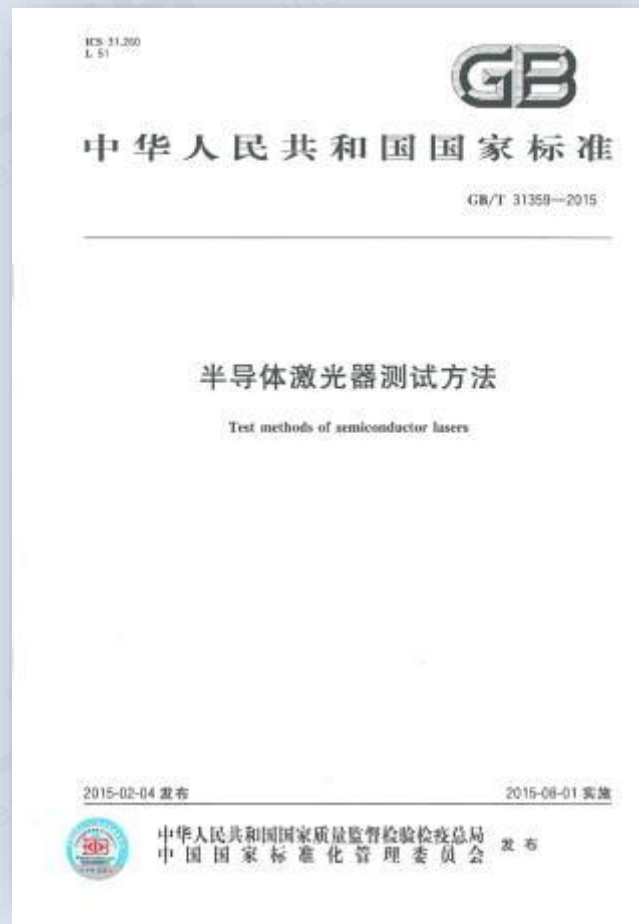 ICS 31.260
L 51
GB
中华人民共和国国家标准
GB/T 31359—2015
半导体激光器测试方法
Test methods of semiconductor lasers
2015-02-04 发布
2015-08-01 实施
中华人民共和国国家质量监督检验检疫总局
中国国家标准化管理委员会
发布